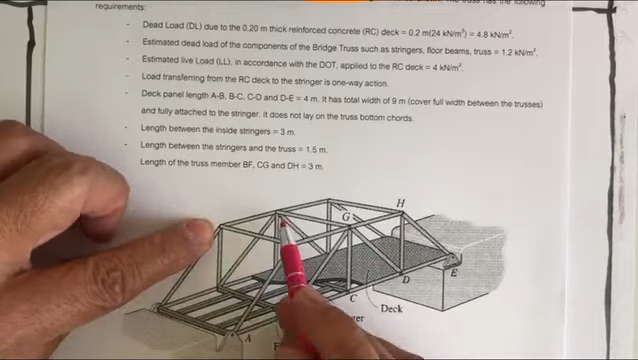 requirements:
- Dead Load (DL) due to the 0.20 m thick reinforced concrete (RC) deck = 0.2 m(24 kN/m³) = 4.8 kN/m².
- Estimated dead load of the components of the Bridge Truss such as stringers, floor beams, truss = 1.2 kN/m².
- Estimated live Load (LL), in accordance with the DOT, applied to the RC deck = 4 kN/m².
- Load transferring from the RC deck to the stringer is one-way action.
- Deck panel length A-B, B-C, C-D and D-E = 4 m. It has total width of 9 m (cover full width between the trusses)
and fully attached to the stringer. It does not lay on the truss bottom chords.
- Length between the inside stringers = 3 m.
- Length between the stringers and the truss = 1.5 m.
Length of the truss member BF, CG and DH = 3 m.
H
G
E
D
C
Deck
A